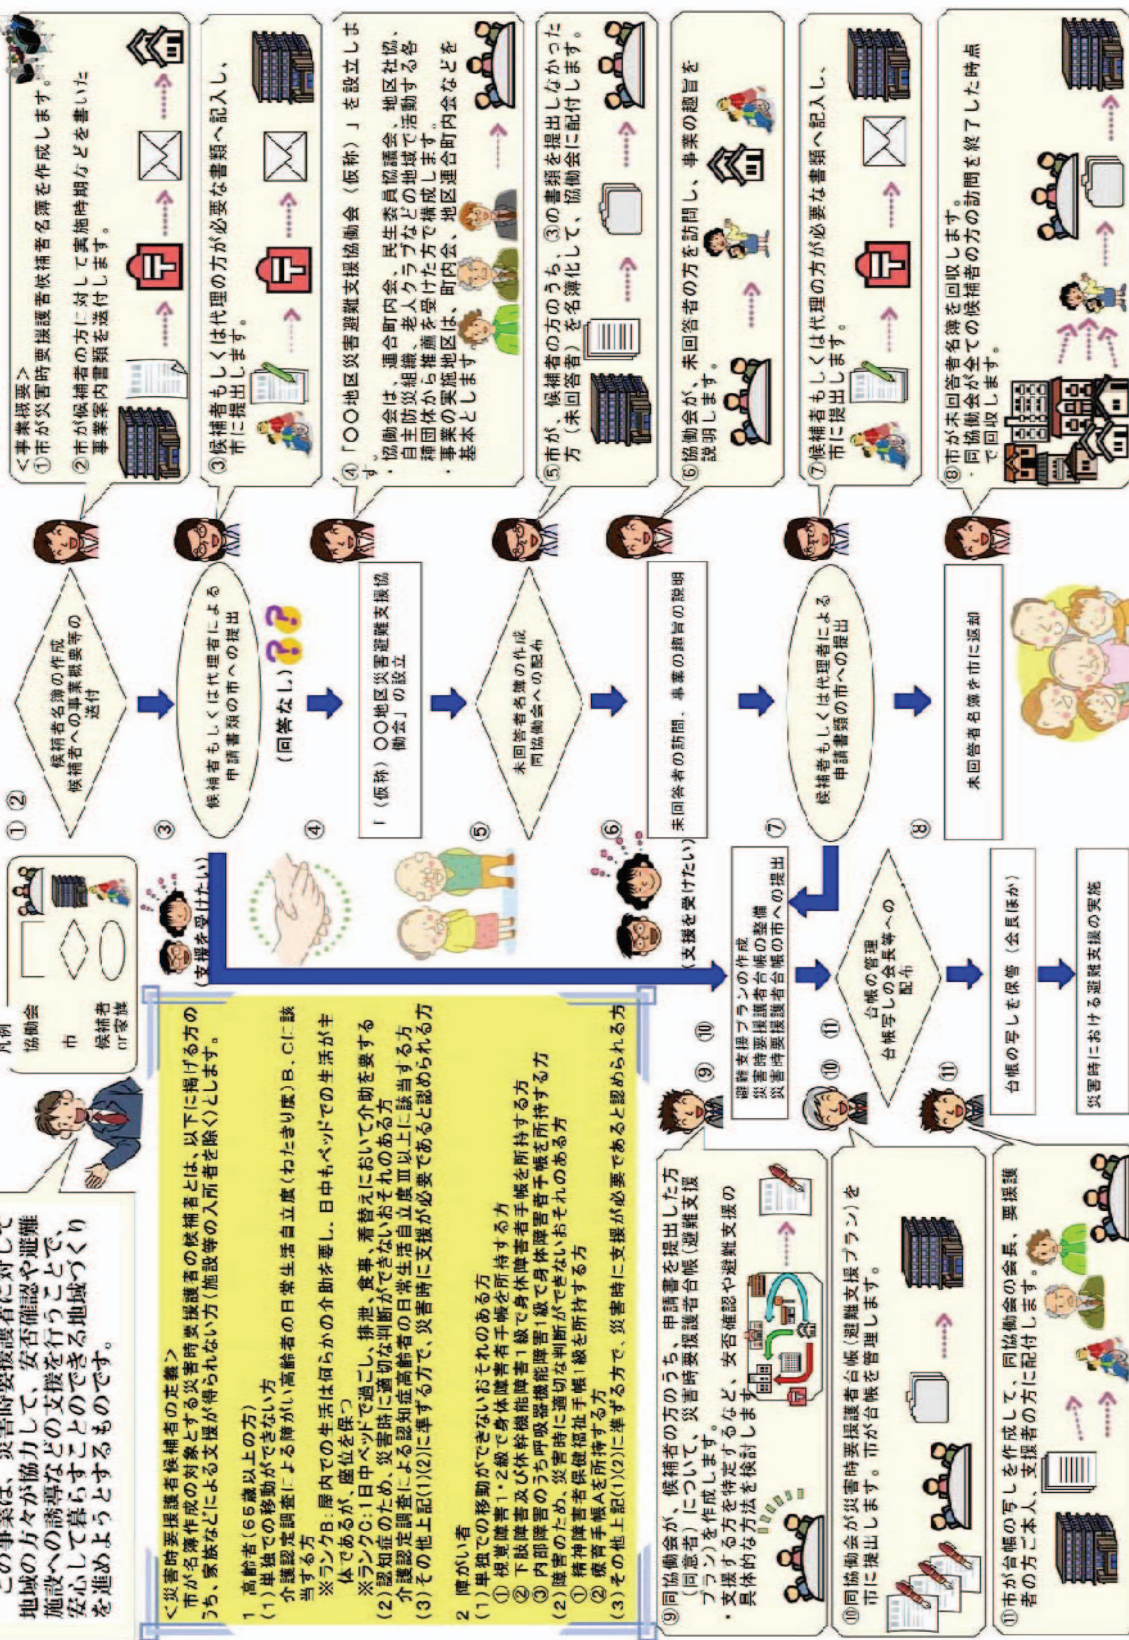 この事業は、災害時要援護者に対して
地域の方々が協力して、安否確認や避難
施設への誘導などの支援を行うことで、
安心して暮らすことのできる地域づくり
を進めようとするものです。
凡例
協働会
市
候補者
or家族
<災害時要援護者候補者の定義>
市が名簿作成の対象とする災害時要援護者の候補者とは、以下に掲げる方の
うち、家族などによる支援が得られない方(施設等の入所者を除く)とします。
1 高齢者(65歳以上の方)
(1)単独での移動ができない方
介護認定調査による障がい高齢者の日常生活自立度(ねたきり度)B、Cに該
当する方
※ランクB:屋内での生活は何らかの介助を要し、日中もベッドでの生活が主
体であるが、座位を保つ
※ランクC:1日中ベッドで過ごし、排泄、食事、着替えにおいて介助を要する
(2)認知症のため、災害時に適切な判断ができないおそれのある方
介護認定調査による認知症高齢者の日常生活自立度Ⅲ以上に該当する方
(3)その他上記(1)(2)に準ずる方で、災害時に支援が必要であると認められる方
2 障がい者
(1)単独での移動ができないおそれのある方
① 視覚障害1・2級で身体障害者手帳を所持する方
② 下肢障害及び体幹機能障害1級で身体障害者手帳を所持する方
③ 内部障害のうち呼吸器機能障害1級で身体障害者手帳を所持する方
(2)障害のため、災害時に適切な判断ができないおそれのある方
① 精神障害者保健福祉手帳1級を所持する方
② 療育手帳Aを所持する方
(3)その他上記(1)(2)に準ずる方で、災害時に支援が必要であると認められる方
① ②
候補者名簿の作成
候補者への事業概要等の
送付
③
候補者もしくは代理者による
申請書類の市への提出
(支援を受けたい)
(回答なし)
④
「(仮称)〇〇地区災害避難支援協
働会」の設立
⑤
未回答者名簿の作成
同協働会への配布
⑥
未回答者の訪問、事業の趣旨の説明
(支援を受けたい)
⑦
候補者もしくは代理者による
申請書類の市への提出
⑧
未回答者名簿を市に返却
⑨ ⑩
避難支援プランの作成
災害時要援護者台帳の整備
災害時要援護者台帳の市への提出
⑩ ⑪
台帳の管理
台帳写しの会長等への
配布
⑪
台帳の写しを保管(会長ほか)
災害時における避難支援の実施
<事業概要>
①市が災害時要援護者候補者名簿を作成します。
②市が候補者の方に対して実施時期などを書いた
事業案内書類を送付します。
③候補者もしくは代理の方が必要な書類へ記入し、
市に提出します。
④「〇〇地区災害避難支援協働会(仮称)」を設立しま
す。
・協働会は、連合町内会、民生委員協議会、地区社協、
自主防災組織、老人クラブなどの地域で活動する各
種団体から推薦を受けた方で構成します。
・事業の実施地区は、町内会、地区連合町内会などを
基本とします
⑤市が、候補者の方のうち、③の書類を提出しなかった
方(未回答者)を名簿化して、協働会に配付します。
⑥協働会が、未回答者の方を訪問し、事業の趣旨を
説明します。
⑦候補者もしくは代理の方が必要な書類へ記入し、
市に提出します。
⑧市が未回答者名簿を回収します。
・同協働会が全ての候補者の方の訪問を終了した時点
で回収します。
⑨同協働会が、候補者の方のうち、申請書を提出した方
(同意者)について、災害時要援護者台帳(避難支援
プラン)を作成します。
・支援する方を特定するなど、安否確認や避難支援の
具体的な方法を検討します
⑩同協働会が災害時要援護者台帳(避難支援プラン)を
市に提出します。市が台帳を管理します。
⑪市が台帳の写しを作成して、同協働会の会長、要援護
者の方ご本人、支援者の方に配付します。